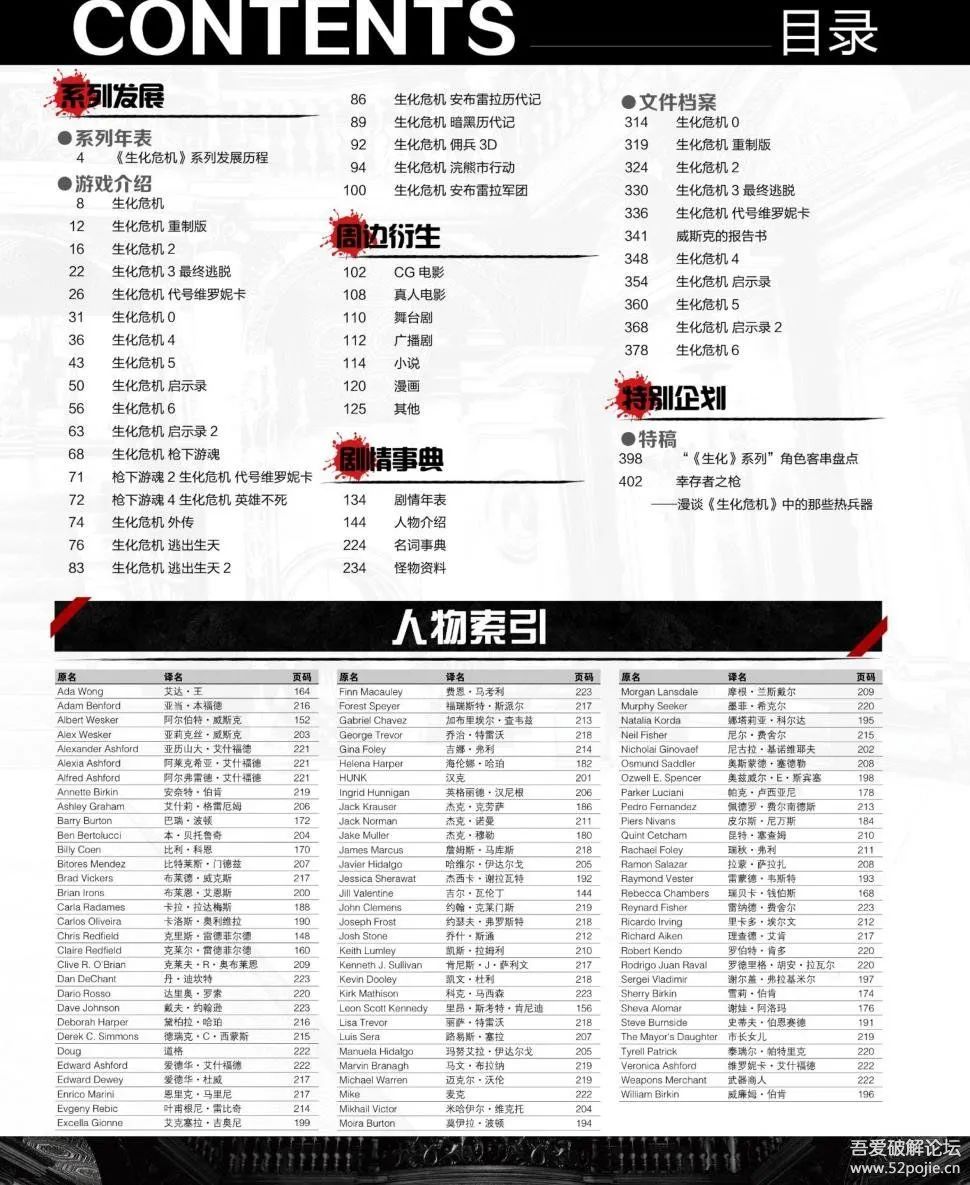 CONTENTS 目录
系列发展
●系列年表
4 《生化危机》系列发展历程
●游戏介绍
8 生化危机
12 生化危机 重制版
16 生化危机 2
22 生化危机 3 最终逃脱
26 生化危机 代号维罗妮卡
31 生化危机 0
36 生化危机 4
43 生化危机 5
50 生化危机 启示录
56 生化危机 6
63 生化危机 启示录 2
68 生化危机 枪下游魂
71 枪下游魂 2 生化危机 代号维罗妮卡
72 枪下游魂 4 生化危机 英雄不死
74 生化危机 外传
76 生化危机 逃出生天
83 生化危机 逃出生天 2
86 生化危机 安布雷拉历代记
89 生化危机 暗黑历代记
92 生化危机 佣兵 3D
94 生化危机 浣熊市行动
100 生化危机 安布雷拉军团
周边衍生
102 CG 电影
108 真人电影
110 舞台剧
112 广播剧
114 小说
120 漫画
125 其他
剧情事典
134 剧情年表
144 人物介绍
224 名词事典
234 怪物资料
●文件档案
314 生化危机 0
319 生化危机 重制版
324 生化危机 2
330 生化危机 3 最终逃脱
336 生化危机 代号维罗妮卡
341 威斯克的报告书
348 生化危机 4
354 生化危机 启示录
360 生化危机 5
368 生化危机 启示录 2
378 生化危机 6
特别企划
●特稿
398 “《生化》系列”角色客串盘点
402 幸存者之枪
——漫谈《生化危机》中的那些热兵器
人物索引
原名 译名 页码
Ada Wong 艾达・王 164
Adam Benford 亚当・本福德 216
Albert Wesker 阿尔伯特・威斯克 152
Alex Wesker 亚莉克丝・威斯克 203
Alexander Ashford 亚历山大・艾什福德 221
Alexia Ashford 阿莱克希亚・艾什福德 221
Alfred Ashford 阿尔弗雷德・艾什福德 221
Annette Birkin 安奈特・伯肯 219
Ashley Graham 艾什莉・格雷厄姆 206
Barry Burton 巴瑞・波顿 172
Ben Bertolucci 本・贝托鲁奇 204
Billy Coen 比利・科恩 170
Bitores Mendez 比特莱斯・门德兹 207
Brad Vickers 布莱德・威克斯 217
Brian Irons 布莱恩・艾恩斯 200
Carla Radames 卡拉・拉达梅斯 188
Carlos Oliveira 卡洛斯・奥利维拉 190
Chris Redfield 克里斯・雷德菲尔德 148
Claire Redfield 克莱尔・雷德菲尔德 160
Clive R. O'Brian 克莱夫・R・奥布莱恩 209
Dan DeChant 丹・迪坎特 223
Dario Rosso 达里奥・罗索 220
Dave Johnson 戴夫・约翰逊 223
Deborah Harper 黛柏拉・哈珀 216
Derek C. Simmons 德瑞克・C・西蒙斯 215
Doug 道格 222
Edward Ashford 爱德华・艾什福德 222
Edward Dewey 爱德华・杜威 217
Enrico Marini 恩里克・马里尼 217
Evgeny Rebic 叶甫根尼・雷比奇 214
Excella Gionne 艾克塞拉・吉奥尼 199
原名 译名 页码
Finn Macauley 费恩・马考利 223
Forest Speyer 福瑞斯特・斯派尔 217
Gabriel Chavez 加布里埃尔・查韦兹 213
George Trevor 乔治・特雷沃 218
Gina Foley 吉娜・弗利 214
Helena Harper 海伦娜・哈珀 182
HUNK 汉克 201
Ingrid Hunnigan 英格丽德・汉尼根 206
Jack Krauser 杰克・克劳萨 186
Jack Norman 杰克・诺曼 211
Jake Muller 杰克・穆勒 180
James Marcus 詹姆斯・马库斯 218
Javier Hidalgo 哈维尔・伊达尔戈 205
Jessica Sherawat 杰西卡・谢拉瓦特 192
Jill Valentine 吉尔・瓦伦丁 144
John Clemens 约翰・克莱门斯 219
Joseph Frost 约瑟夫・弗罗斯特 218
Josh Stone 乔什・斯通 212
Keith Lumley 凯斯・拉姆利 210
Kenneth J. Sullivan 肯尼斯・J・萨利文 217
Kevin Dooley 凯文・杜利 218
Kirk Mathison 科克・马西森 223
Leon Scott Kennedy 里昂・斯考特・肯尼迪 156
Lisa Trevor 丽萨・特雷沃 218
Luis Sera 路易斯・塞拉 207
Manuela Hidalgo 玛努艾拉・伊达尔戈 205
Marvin Branagh 马文・布拉纳 219
Michael Warren 迈克尔・沃伦 219
Mike 麦克 222
Mikhail Victor 米哈伊尔・维克托 204
Moira Burton 莫伊拉・波顿 194
原名 译名 页码
Morgan Lansdale 摩根・兰斯戴尔 209
Murphy Seeker 墨菲・希克尔 220
Natalia Korda 娜塔莉亚・科尔达 195
Neil Fisher 尼尔・费舍尔 215
Nicholai Ginovaef 尼古拉・基诺维耶夫 202
Osmund Saddler 奥斯蒙德・塞德勒 208
Ozwell E. Spencer 奥兹威尔・E・斯宾塞 198
Parker Luciani 帕克・卢西亚尼 178
Pedro Fernandez 佩德罗・费尔南德斯 213
Piers Nivans 皮尔斯・尼万斯 184
Quint Cetcham 昆特・塞查姆 210
Rachael Foley 瑞秋・弗利 211
Ramon Salazar 拉蒙・萨拉扎 208
Raymond Vester 雷蒙德・韦斯特 193
Rebecca Chambers 瑞贝卡・钱伯斯 168
Reynard Fisher 雷纳德・费舍尔 223
Ricardo Irving 里卡多・埃尔文 212
Richard Aiken 理查德・艾肯 217
Robert Kendo 罗伯特・肯多 220
Rodrigo Juan Raval 罗德里格・胡安・拉瓦尔 220
Sergei Vladimir 谢尔盖・弗拉基米尔 197
Sherry Birkin 雪莉・伯肯 174
Sheva Alomar 谢娃・阿洛玛 176
Steve Burnside 史蒂夫・伯恩赛德 191
The Mayor's Daughter 市长女儿 219
Tyrell Patrick 泰瑞尔・帕特里克 220
Veronica Ashford 维罗妮卡・艾什福德 222
Weapons Merchant 武器商人 222
William Birkin 威廉姆・伯肯 196
吾爱破解论坛
www.52pojie.cn